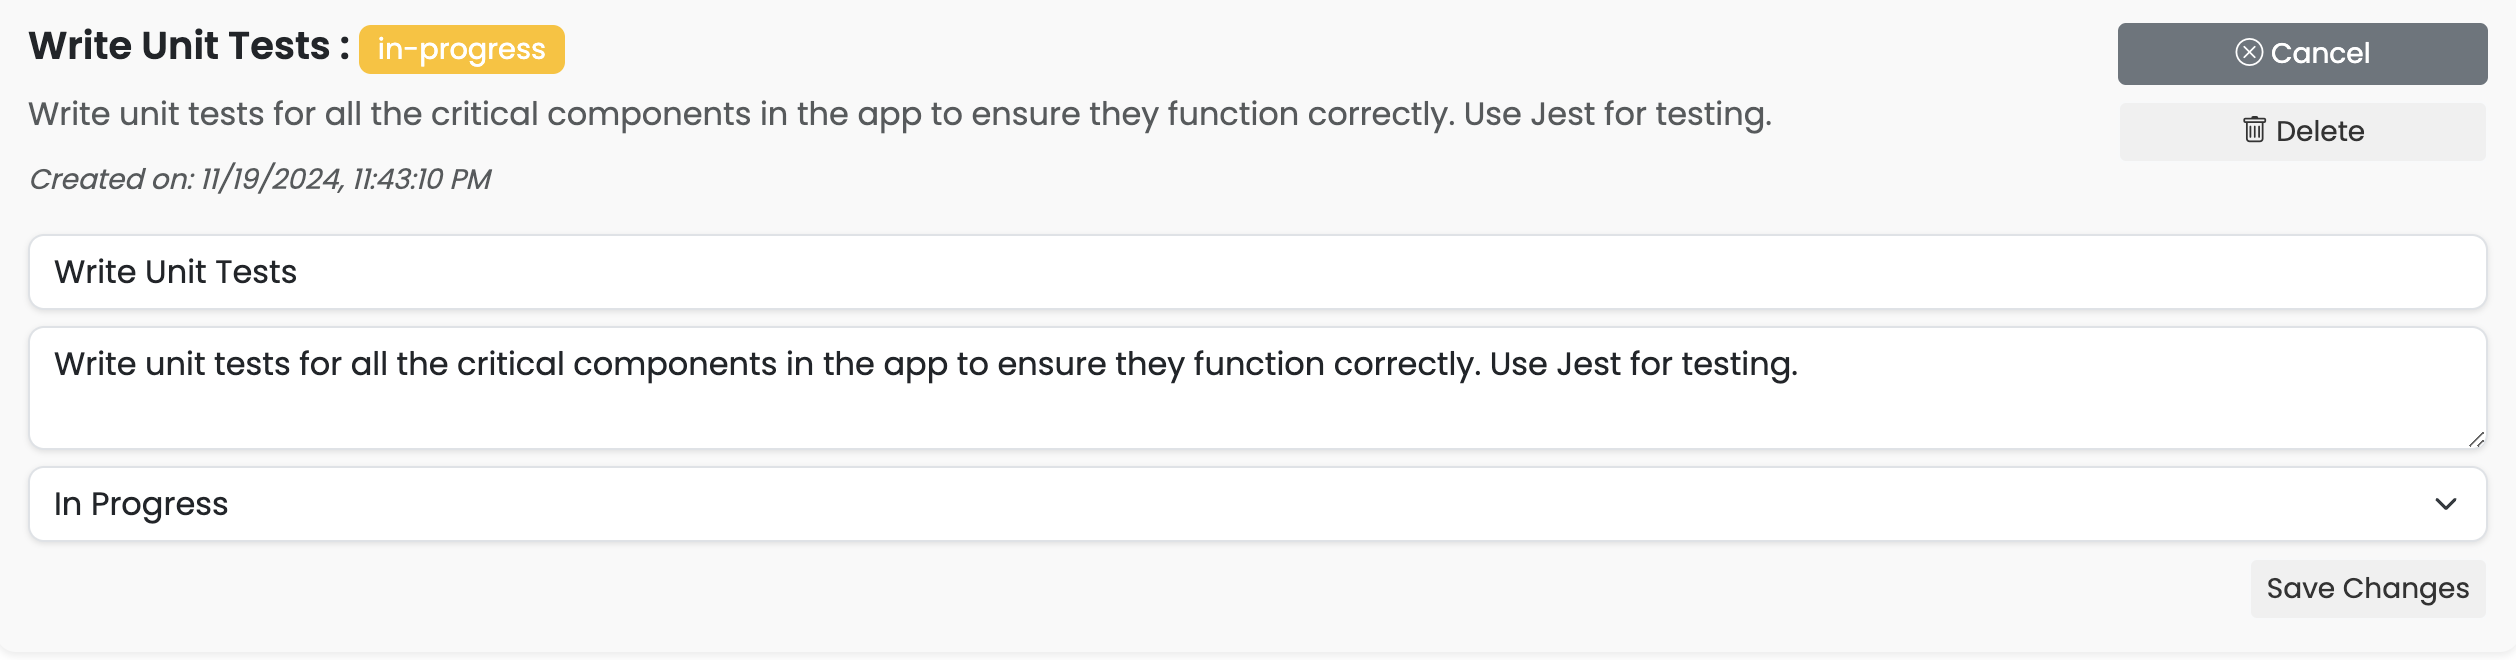 Write Unit Tests : in-progress
Cancel
Write unit tests for all the critical components in the app to ensure they function correctly. Use Jest for testing.
Delete
Created on: 11/19/2024, 11:43:10 PM
Write Unit Tests
Write unit tests for all the critical components in the app to ensure they function correctly. Use Jest for testing.
In Progress
Save Changes